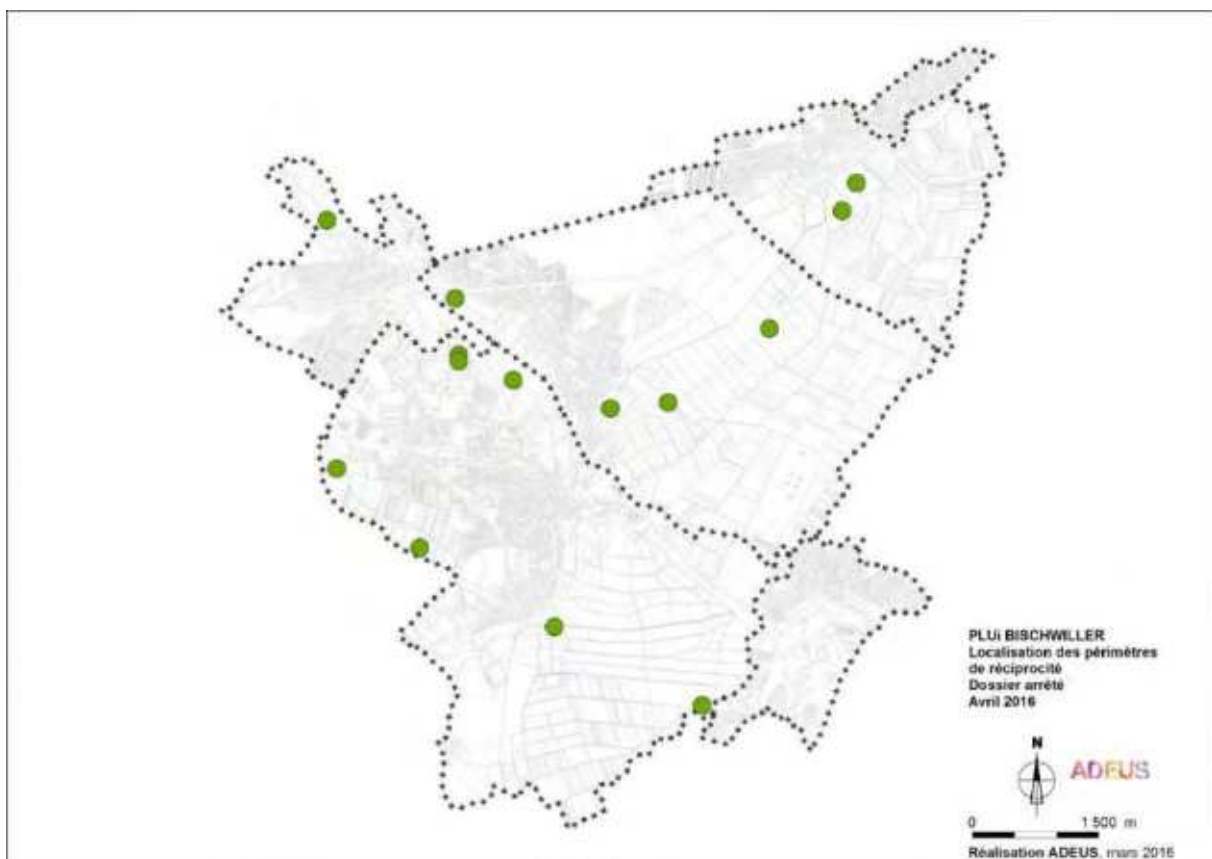 PLUi BISCHWILLER
Localisation des périmètres
de réciprocité
Dossier arrêté
Avril 2016
N
ADEUS
0 1 500 m
Réalisation ADEUS, mars 2016